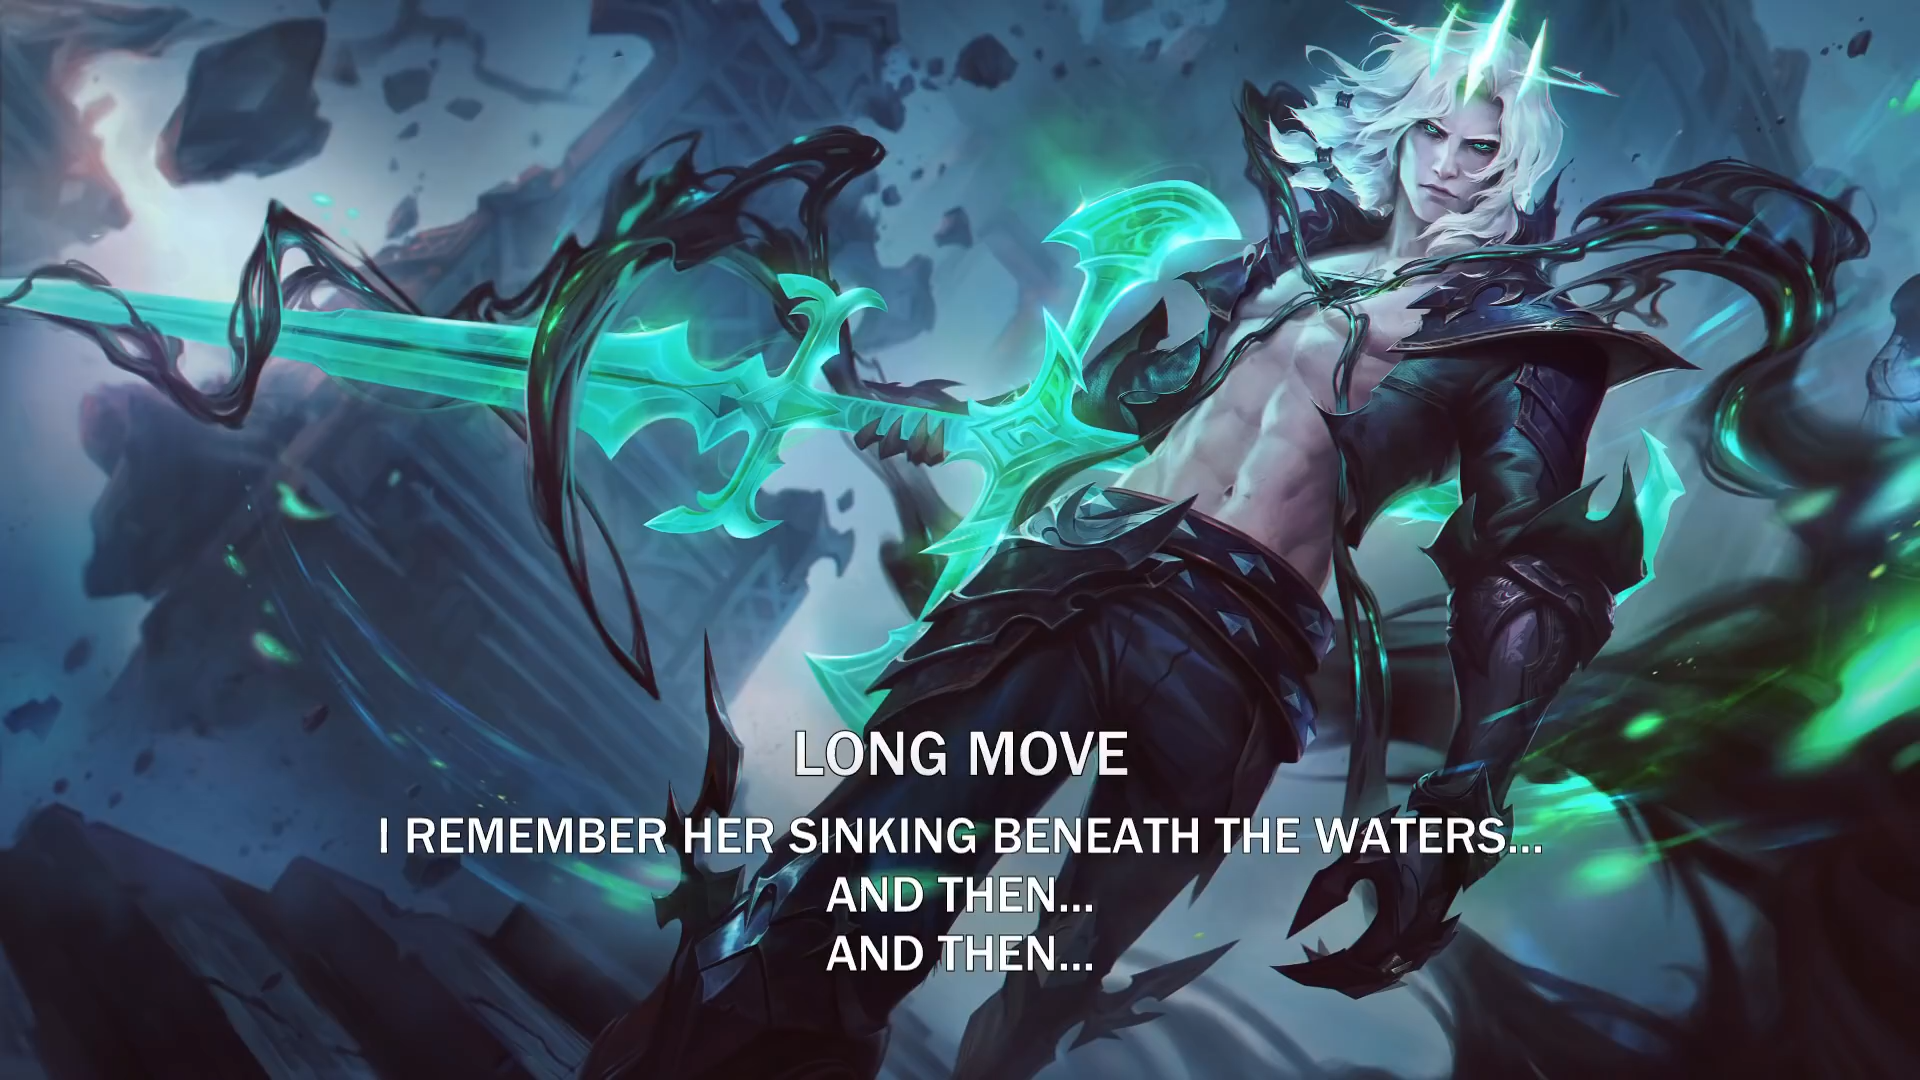 LONG MOVE
I REMEMBER HER SINKING BENEATH THE WATERS...
AND THEN...
AND THEN...